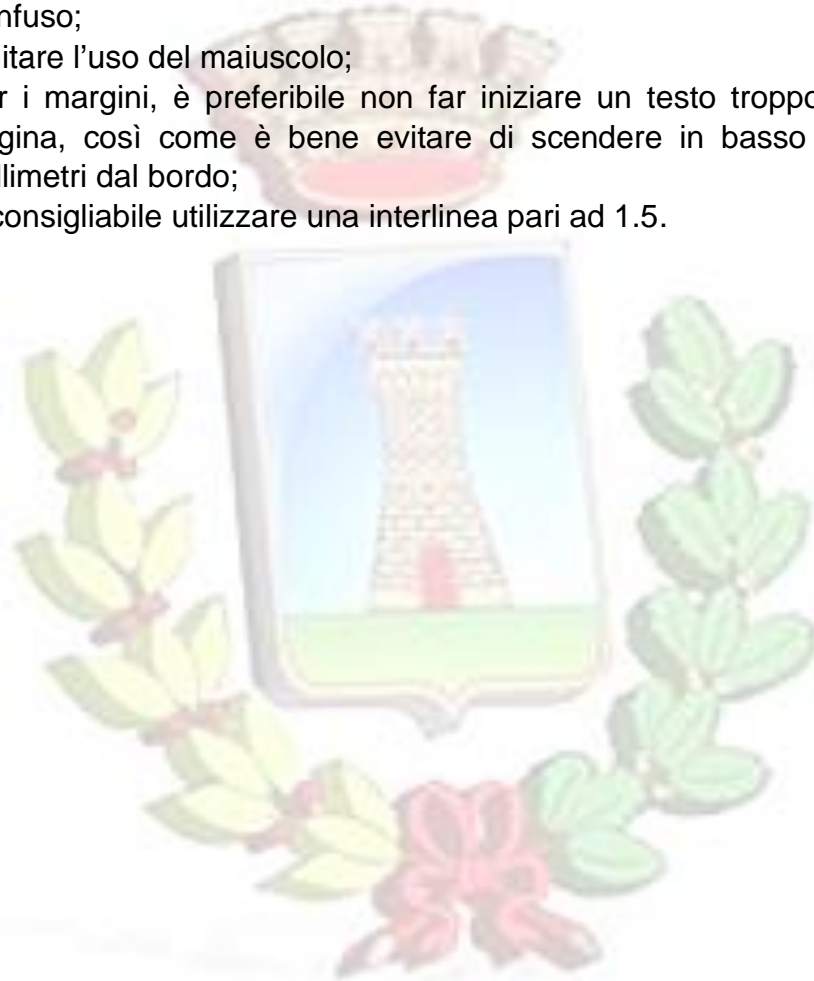 nfuso;
itare l'uso del maiuscolo;
r i margini, è preferibile non far iniziare un testo troppo
gina, così come è bene evitare di scendere in basso
llimetri dal bordo;
consigliabile utilizzare una interlinea pari ad 1.5.